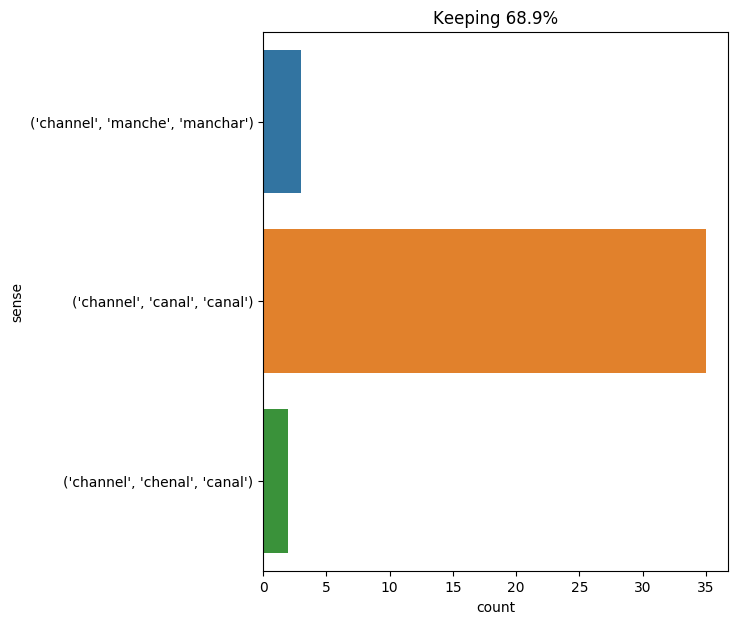 Keeping 68.9%
('channel', 'manche', 'manchar')
('channel', 'canal', 'canal')
('channel', 'chenal', 'canal')
sense
0 5 10 15 20 25 30 35
count